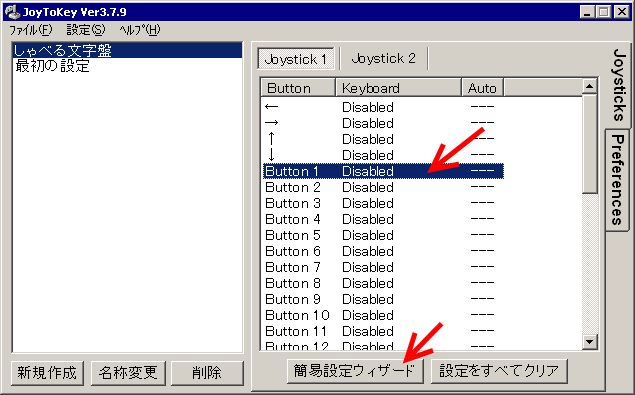 JoyToKey Ver3.7.9
ﾌｧｲﾙ(F) 設定(S) ﾍﾙﾌﾟ(H)
しゃべる文字盤
最初の設定
新規作成 名称変更 削除
Joystick 1 Joystick 2
Button Keyboard Auto
← Disabled ---
→ Disabled ---
↑ Disabled ---
↓ Disabled ---
Button 1 Disabled ---
Button 2 Disabled ---
Button 3 Disabled ---
Button 4 Disabled ---
Button 5 Disabled ---
Button 6 Disabled ---
Button 7 Disabled ---
Button 8 Disabled ---
Button 9 Disabled ---
Button 10 Disabled ---
Button 11 Disabled ---
Button 12 Disabled ---
簡易設定ウィザード 設定をすべてクリア
Joysticks
Preferences